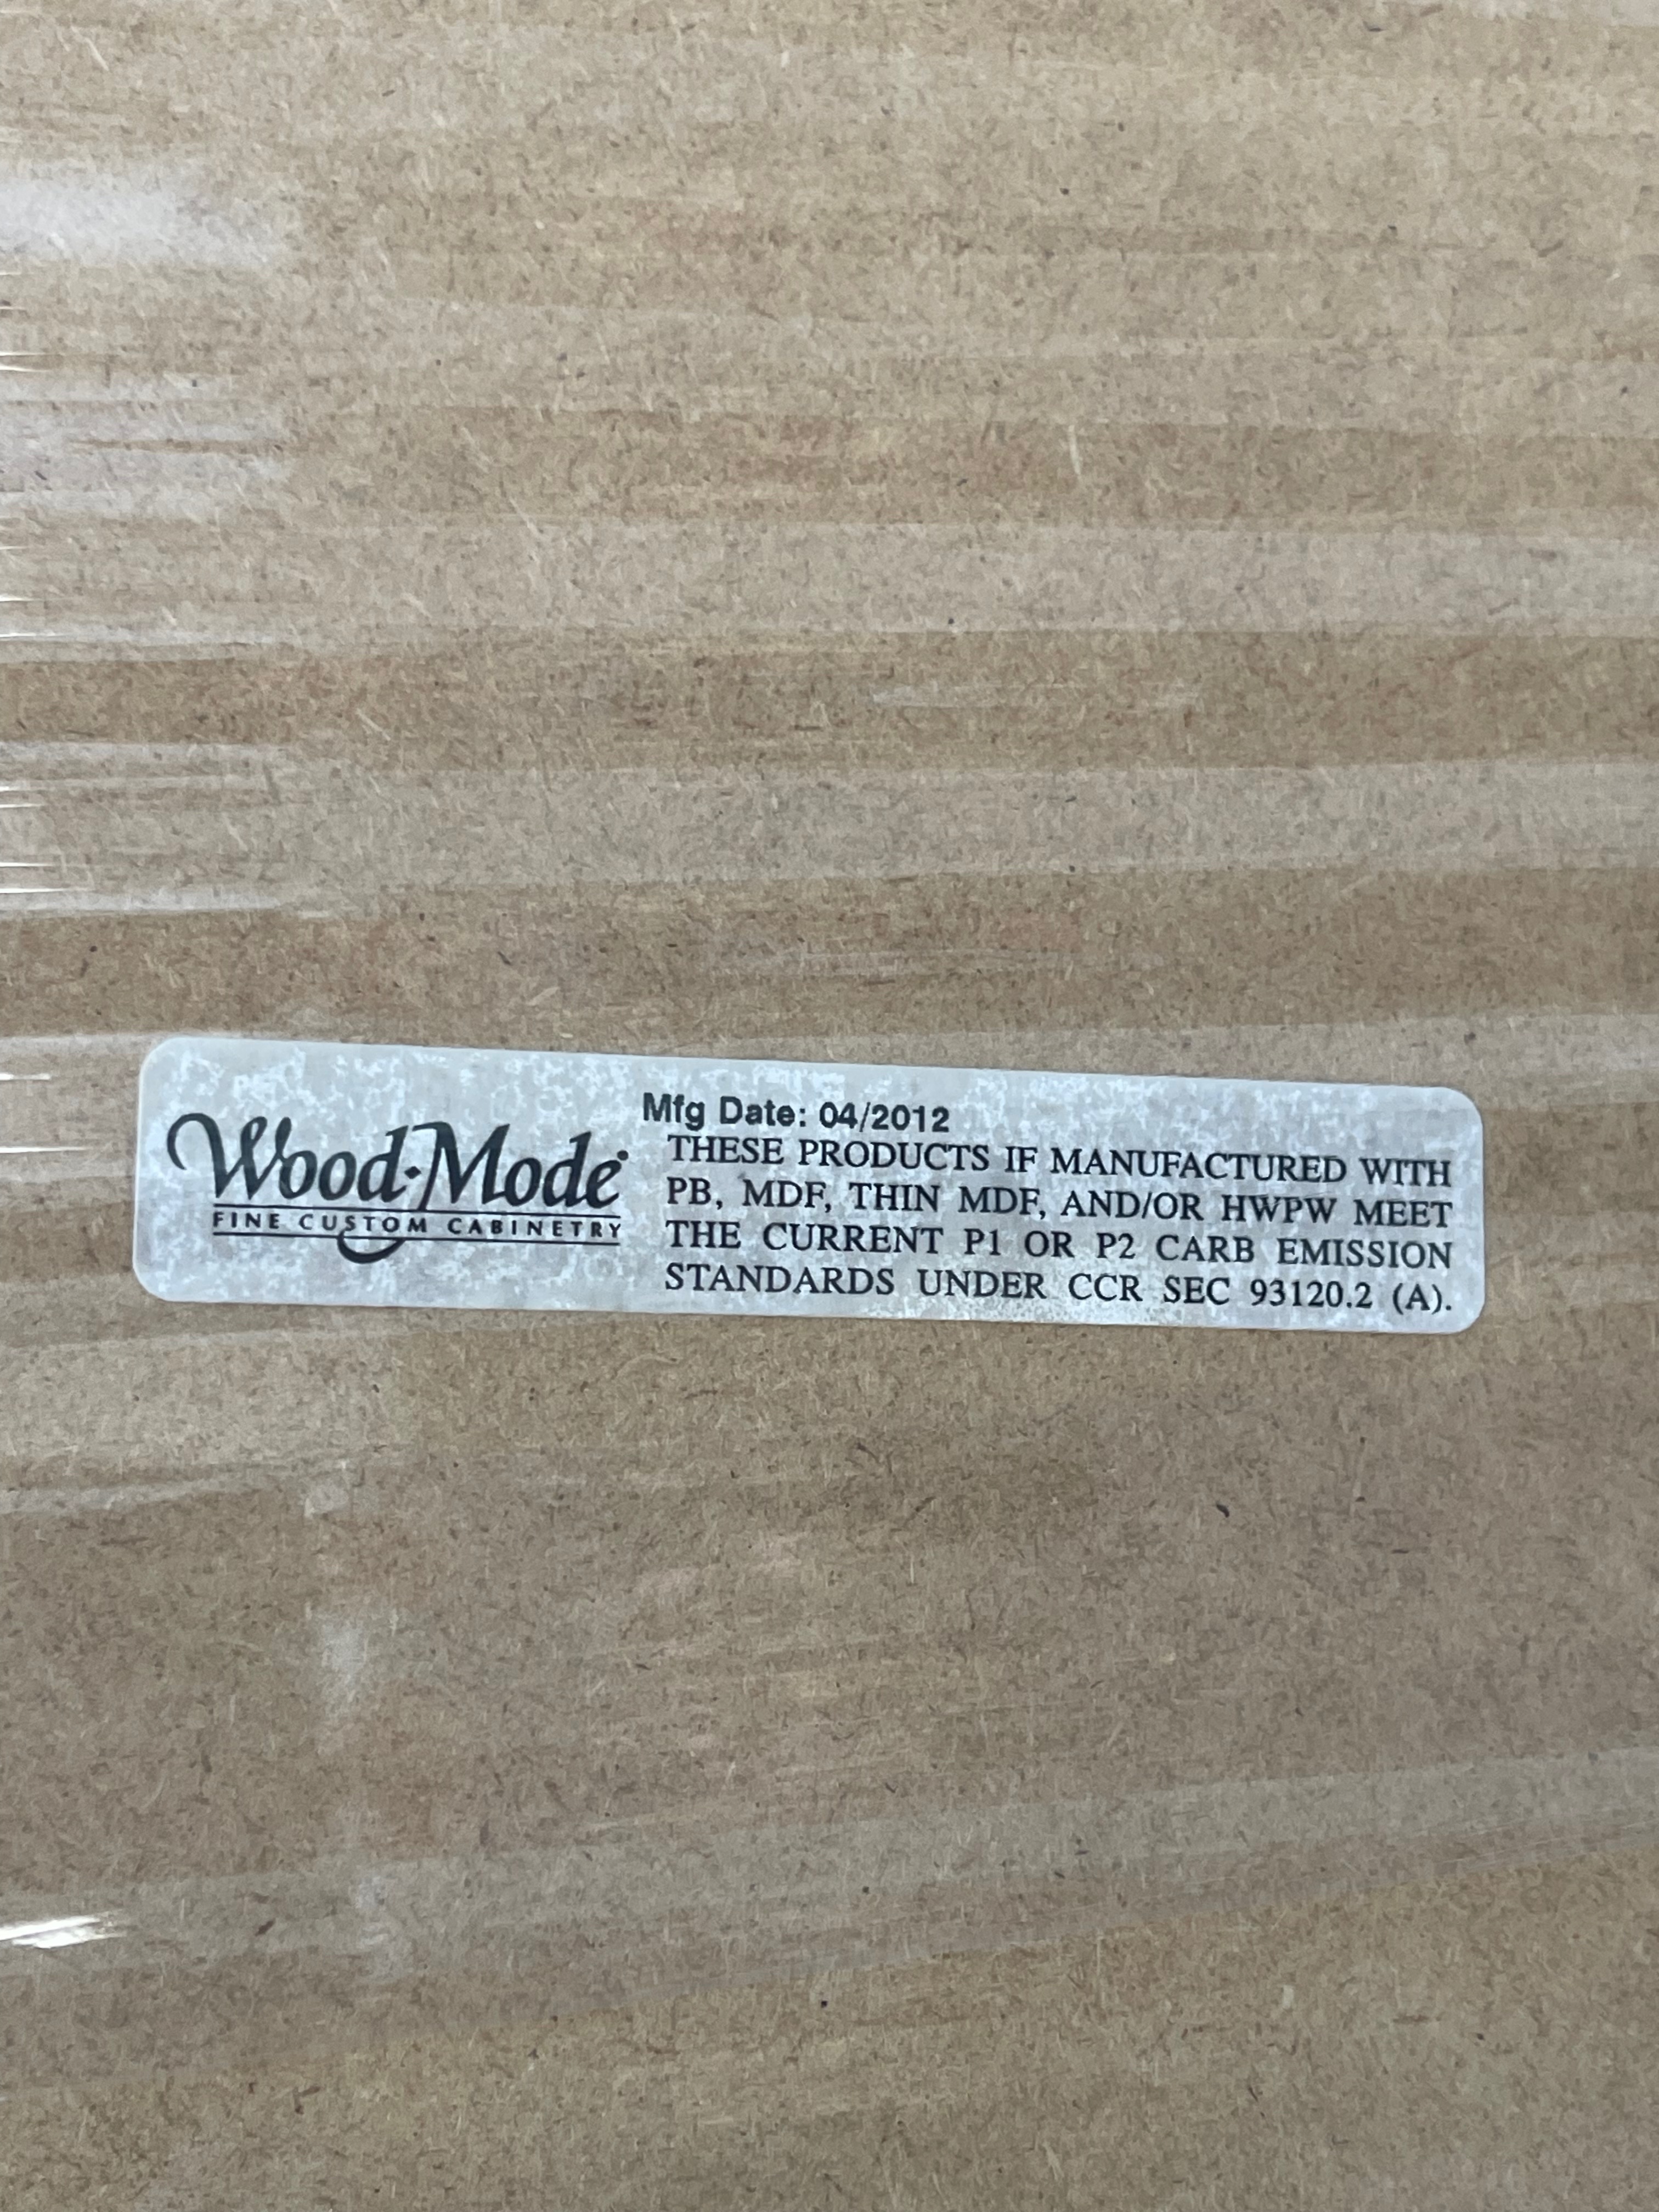 Wood-Mode
FINE CUSTOM CABINETRY
Mfg Date: 04/2012
THESE PRODUCTS IF MANUFACTURED WITH
PB, MDF, THIN MDF, AND/OR HWPW MEET
THE CURRENT P1 OR P2 CARB EMISSION
STANDARDS UNDER CCR SEC 93120.2 (A).